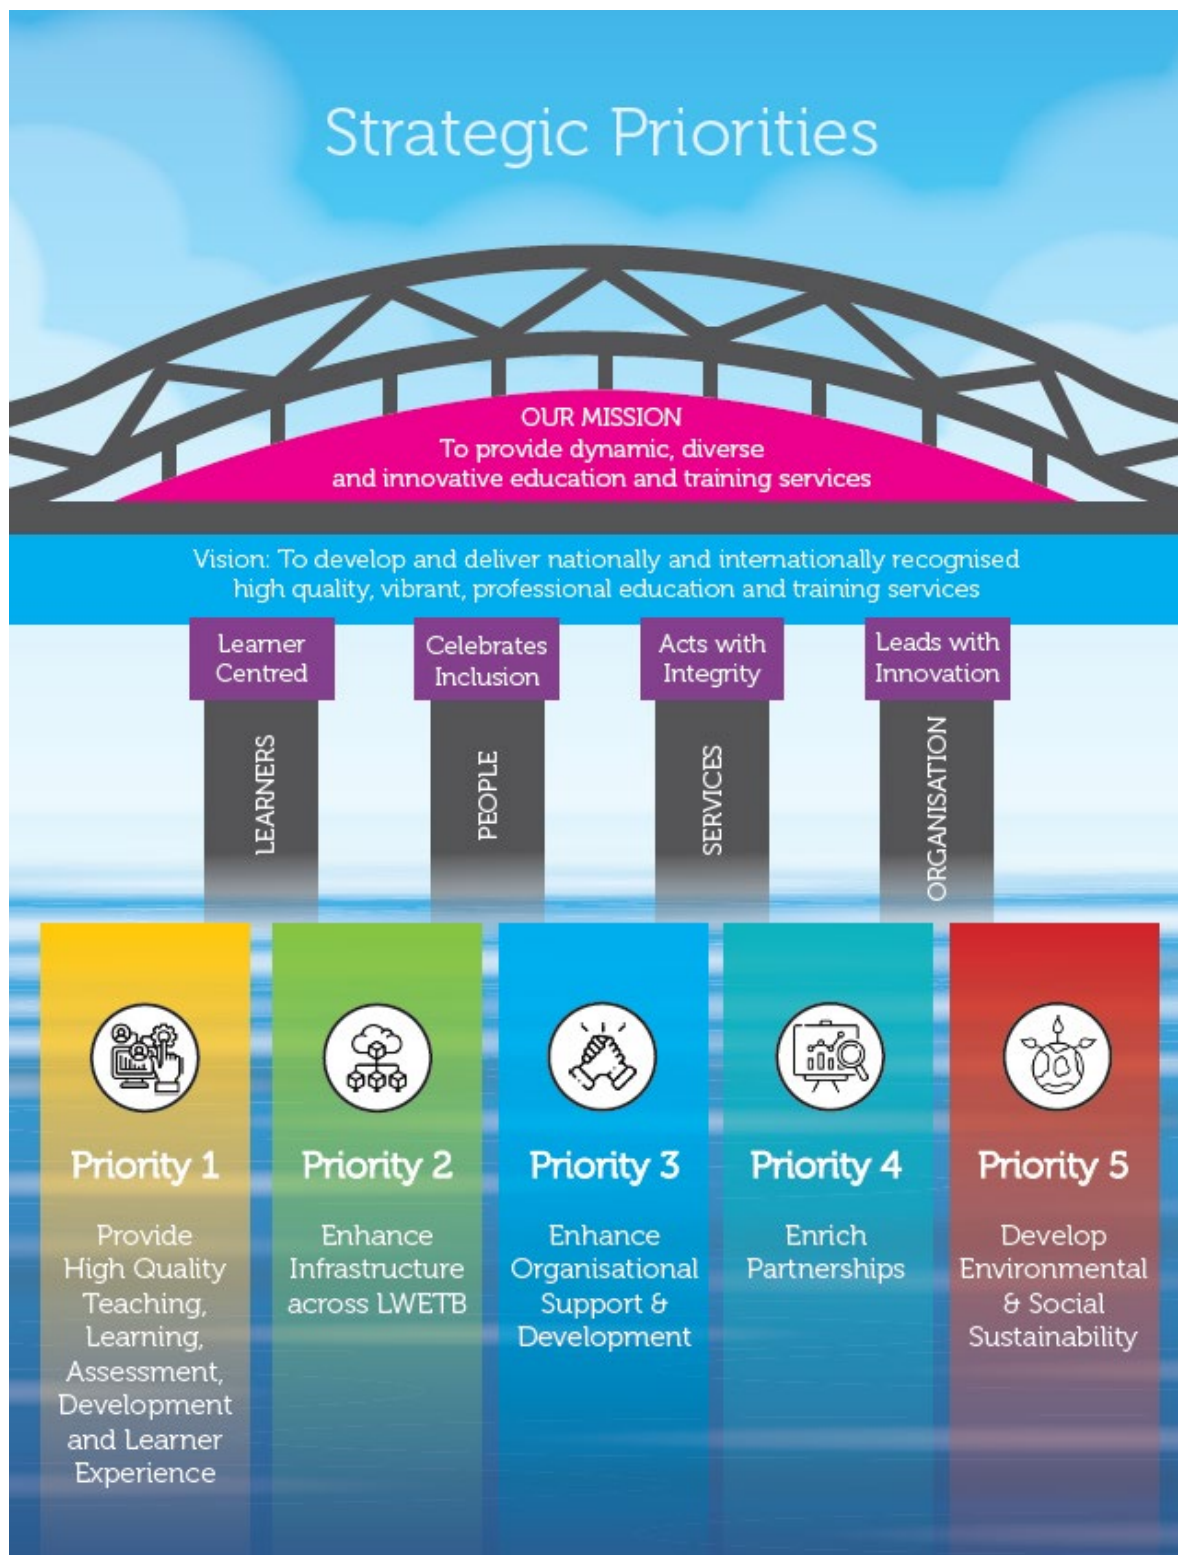 Strategic Priorities
OUR MISSION
To provide dynamic, diverse
and innovative education and training services
Vision: To develop and deliver nationally and internationally recognised
high quality, vibrant, professional education and training services
Learner
Centred
Celebrates
Inclusion
Acts with
Integrity
Leads with
Innovation
LEARNERS
PEOPLE
SERVICES
ORGANISATION
Priority 1
Provide
High Quality
Teaching,
Learning,
Assessment,
Development
and Learner
Experience
Priority 2
Enhance
Infrastructure
across LWETB
Priority 3
Enhance
Organisational
Support &
Development
Priority 4
Enrich
Partnerships
Priority 5
Develop
Environmental
& Social
Sustainability